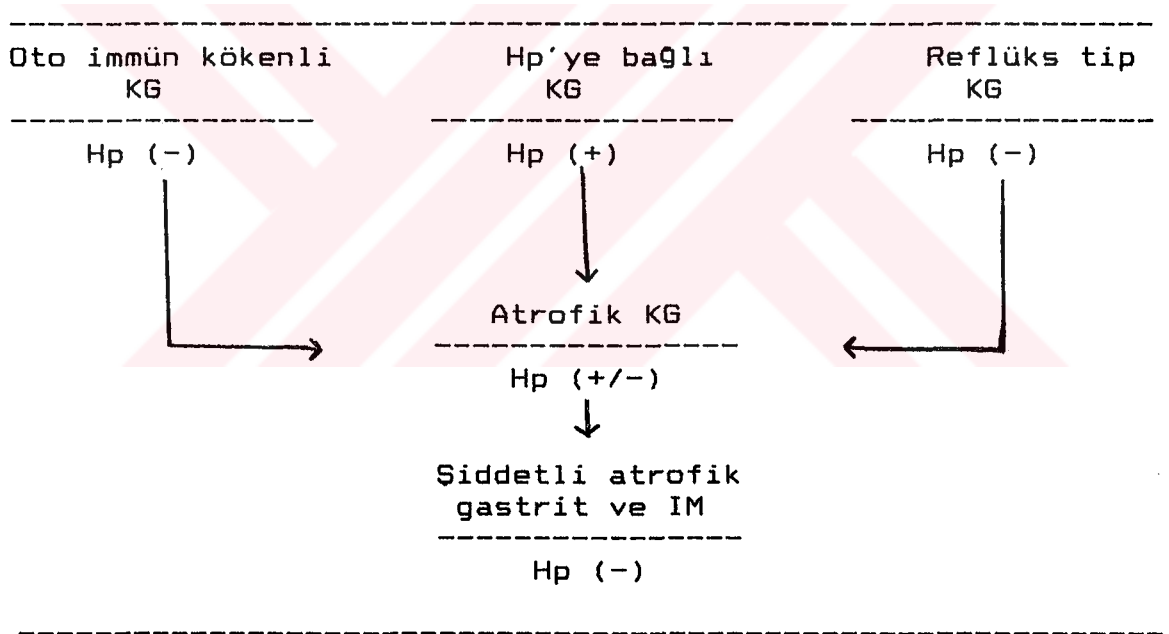 Oto immün kökenli Hp'ye bağlı Reflüks tip
KG KG KG
Hp (-) Hp (+) Hp (-)
Atrofik KG
Hp (+/-)
Şiddetli atrofik
gastrit ve IM
Hp (-)